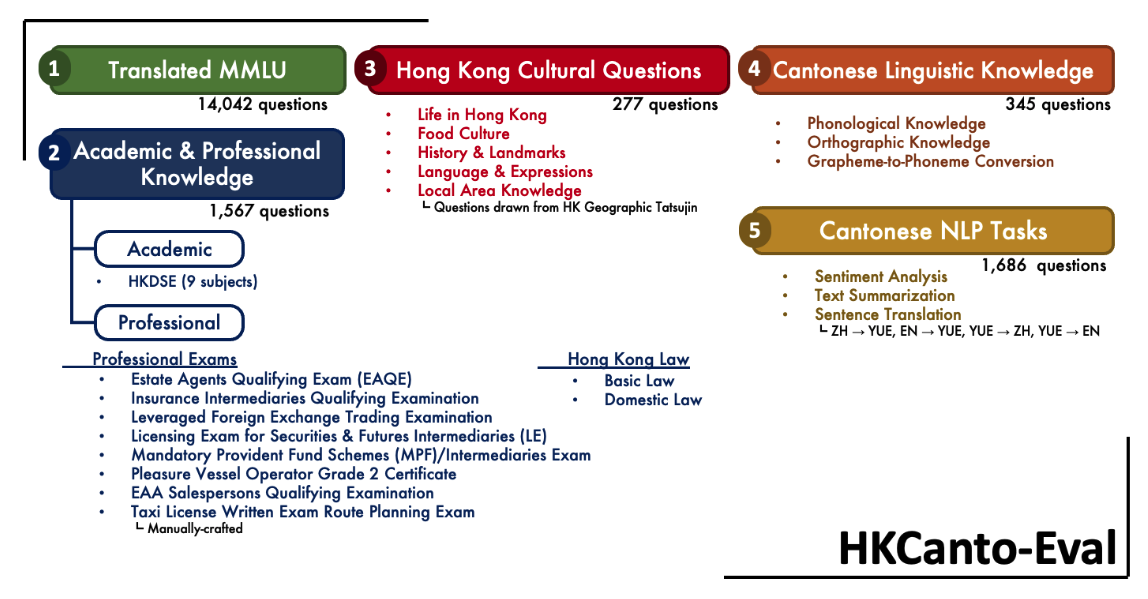 1 Translated MMLU
14,042 questions
2 Academic & Professional
Knowledge
1,567 questions
Academic
• HKDSE (9 subjects)
Professional
Professional Exams
• Estate Agents Qualifying Exam (EAQE)
• Insurance Intermediaries Qualifying Examination
• Leveraged Foreign Exchange Trading Examination
• Licensing Exam for Securities & Futures Intermediaries (LE)
• Mandatory Provident Fund Schemes (MPF)/Intermediaries Exam
• Pleasure Vessel Operator Grade 2 Certificate
• EAA Salespersons Qualifying Examination
• Taxi License Written Exam Route Planning Exam
┗ Manually-crafted
Hong Kong Law
• Basic Law
• Domestic Law
3 Hong Kong Cultural Questions
277 questions
• Life in Hong Kong
• Food Culture
• History & Landmarks
• Language & Expressions
• Local Area Knowledge
┗ Questions drawn from HK Geographic Tatsujin
4 Cantonese Linguistic Knowledge
345 questions
• Phonological Knowledge
• Orthographic Knowledge
• Grapheme-to-Phoneme Conversion
5 Cantonese NLP Tasks
1,686 questions
• Sentiment Analysis
• Text Summarization
• Sentence Translation
┗ ZH → YUE, EN → YUE, YUE → ZH, YUE → EN
HKCanto-Eval